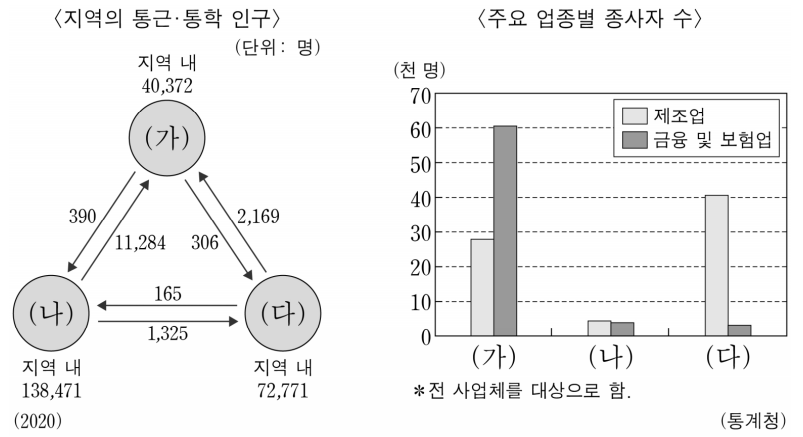 〈지역의 통근·통학 인구〉
(단위: 명)
지역 내
40,372
(가)
390
11,284
306
2,169
(나)
165
1,325
(다)
지역 내
138,471
지역 내
72,771
(2020)
〈주요 업종별 종사자 수〉
(천 명)
70
60
50
40
30
20
10
0
제조업
금융 및 보험업
(가) (나) (다)
*전 사업체를 대상으로 함.
(통계청)